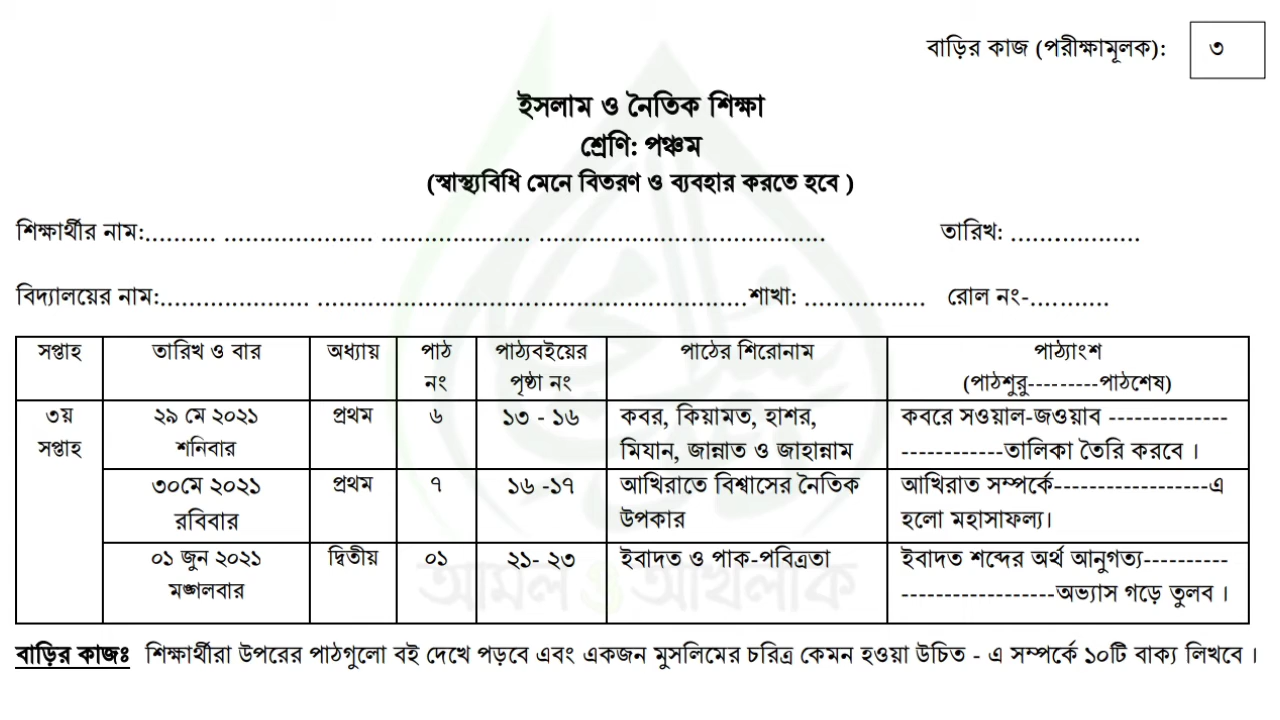 বাড়ির কাজ (পরীক্ষামূলক): ৩
ইসলাম ও নৈতিক শিক্ষা
শ্রেণি: পঞ্চম
(স্বাস্থ্যবিধি মেনে বিতরণ ও ব্যবহার করতে হবে )
শিক্ষার্থীর নাম:.......... ..................... ..................... ........................................ তারিখ: ..................
বিদ্যালয়ের নাম:..................... ............................................................শাখা: ................. রোল নং-...........
সপ্তাহ তারিখ ও বার অধ্যায় পাঠ নং পাঠ্যবইয়ের পৃষ্ঠা নং পাঠের শিরোনাম পাঠ্যাংশ (পাঠশুরু---------পাঠশেষ)
৩য় সপ্তাহ ২৯ মে ২০২১ শনিবার প্রথম ৬ ১৩ - ১৬ কবর, কিয়ামত, হাশর, মিযান, জান্নাত ও জাহান্নাম কবরে সওয়াল-জওয়াব --------------------------তালিকা তৈরি করবে ।
৩০মে ২০২১ রবিবার প্রথম ৭ ১৬ -১৭ আখিরাতে বিশ্বাসের নৈতিক উপকার আখিরাত সম্পর্কে------------------এ হলো মহাসাফল্য।
০১ জুন ২০২১ মঙ্গলবার দ্বিতীয় ০১ ২১- ২৩ ইবাদত ও পাক-পবিত্রতা ইবাদত শব্দের অর্থ আনুগত্য----------------------------অভ্যাস গড়ে তুলব ।
আমল ও আখলাক
বাড়ির কাজঃ শিক্ষার্থীরা উপরের পাঠগুলো বই দেখে পড়বে এবং একজন মুসলিমের চরিত্র কেমন হওয়া উচিত - এ সম্পর্কে ১০টি বাক্য লিখবে ।